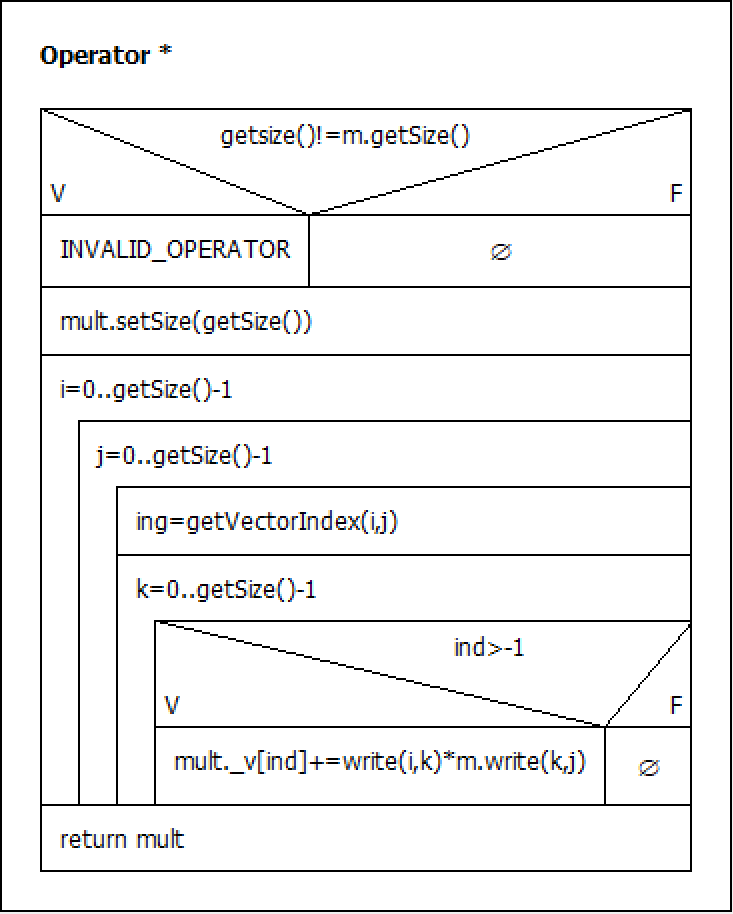 Operator *
getsize()!=m.getSize()
V F
INVALID_OPERATOR ∅
mult.setSize(getSize())
i=0..getSize()-1
j=0..getSize()-1
ing=getVectorIndex(i,j)
k=0..getSize()-1
ind>-1
V F
mult._v[ind]+=write(i,k)*m.write(k,j) ∅
return mult